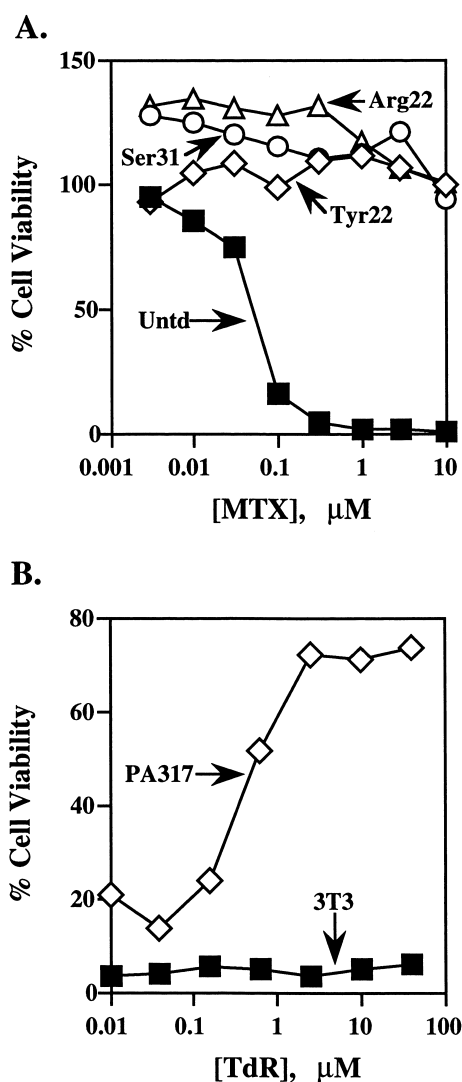 A.
150
100
50
0
% Cell Viability
Arg22
Ser31
Tyr22
Untd
0.001 0.01 0.1 1 10
[MTX], μM
B.
80
60
40
20
0
% Cell Viability
PA317
3T3
0.01 0.1 1 10 100
[TdR], μM